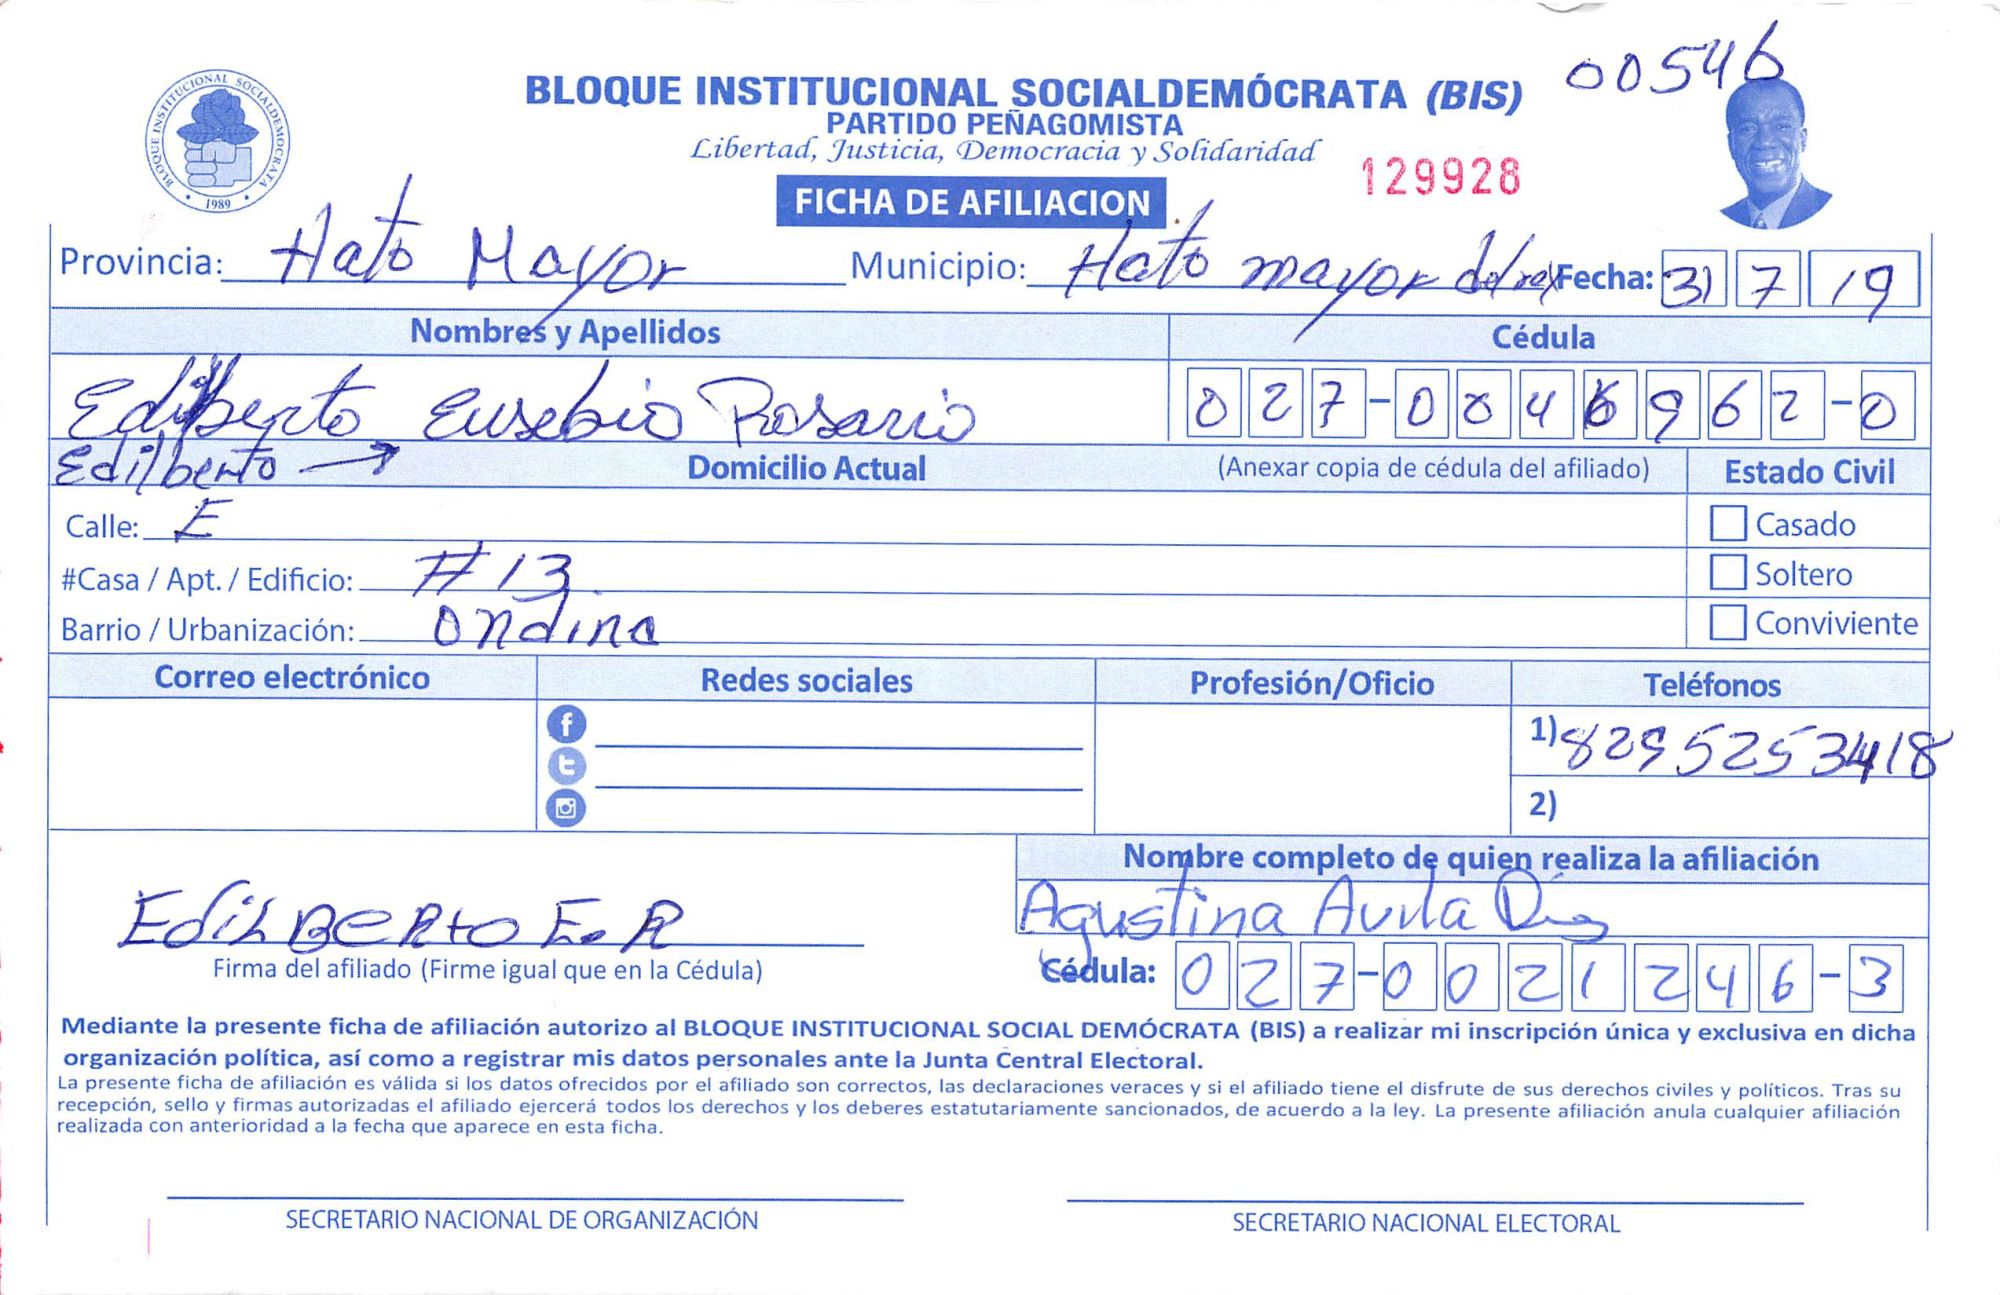 00546
BLOQUE INSTITUCIONAL SOCIALDEMÓCRATA (BIS)
PARTIDO PEÑAGOMISTA
Libertad, Justicia, Democracia y Solidaridad
129928
BLOQUE INSTITUCIONAL SOCIALDEMOCRATA
1989
FICHA DE AFILIACION
Provincia: Hato Mayor Municipio: Hato mayor del rey Fecha: 31 7 19
Nombres y Apellidos Cédula
Edilberto Eusebio Rosario 027-0046962-0
Edilberto → Domicilio Actual (Anexar copia de cédula del afiliado) Estado Civil
Calle: E Casado
#Casa / Apt. / Edificio: #13 Soltero
Barrio / Urbanización: Ondina Conviviente
Correo electrónico Redes sociales Profesión/Oficio Teléfonos
1) 8295253418
2)
Nombre completo de quien realiza la afiliación
Agustina Avila
EdilBERto E.R
Firma del afiliado (Firme igual que en la Cédula) Cédula: 027-0021246-3
Mediante la presente ficha de afiliación autorizo al BLOQUE INSTITUCIONAL SOCIAL DEMÓCRATA (BIS) a realizar mi inscripción única y exclusiva en dicha
organización política, así como a registrar mis datos personales ante la Junta Central Electoral.
La presente ficha de afiliación es válida si los datos ofrecidos por el afiliado son correctos, las declaraciones veraces y si el afiliado tiene el disfrute de sus derechos civiles y políticos. Tras su
recepción, sello y firmas autorizadas el afiliado ejercerá todos los derechos y los deberes estatutariamente sancionados, de acuerdo a la ley. La presente afiliación anula cualquier afiliación
realizada con anterioridad a la fecha que aparece en esta ficha.
SECRETARIO NACIONAL DE ORGANIZACIÓN SECRETARIO NACIONAL ELECTORAL